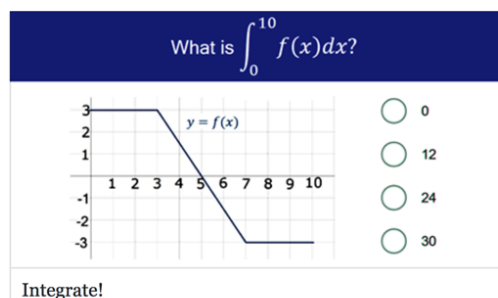 What is ∫₀¹⁰ f(x)dx?
3
2
1
-1
-2
-3
y = f(x)
1 2 3 4 5 6 7 8 9 10
0
12
24
30
Integrate!